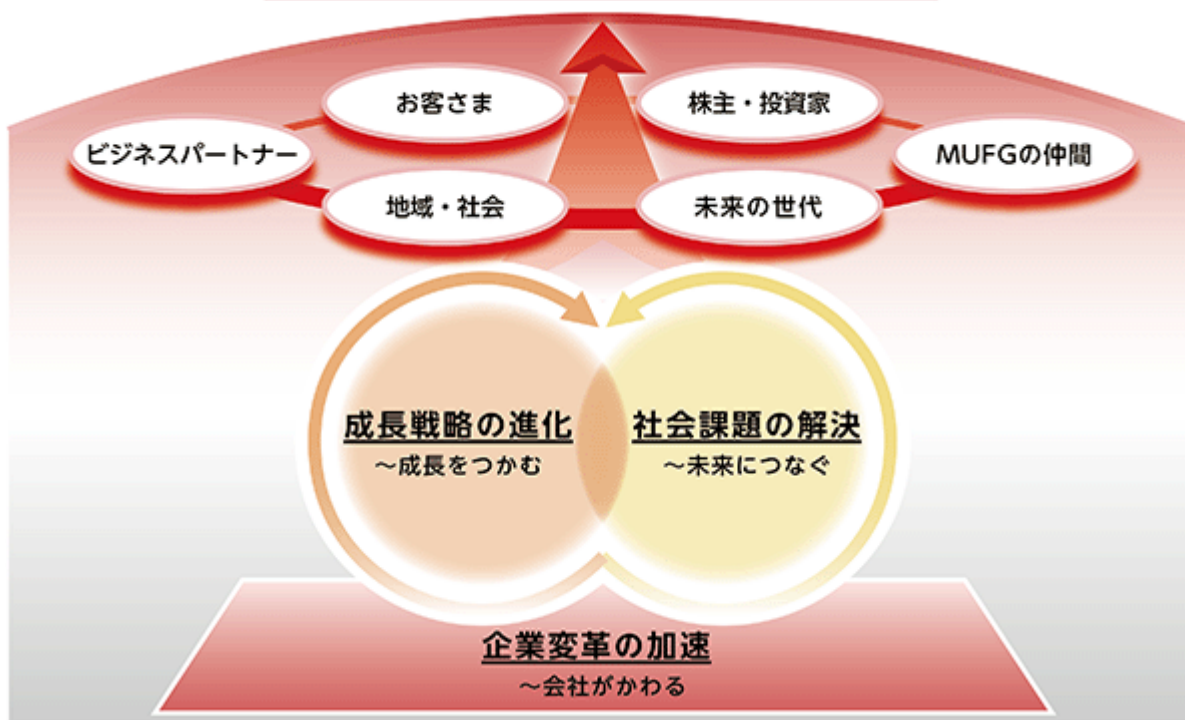 お客さま
株主・投資家
ビジネスパートナー
MUFGの仲間
地域・社会
未来の世代
成長戦略の進化
～成長をつかむ
社会課題の解決
～未来につなぐ
企業変革の加速
～会社がかわる